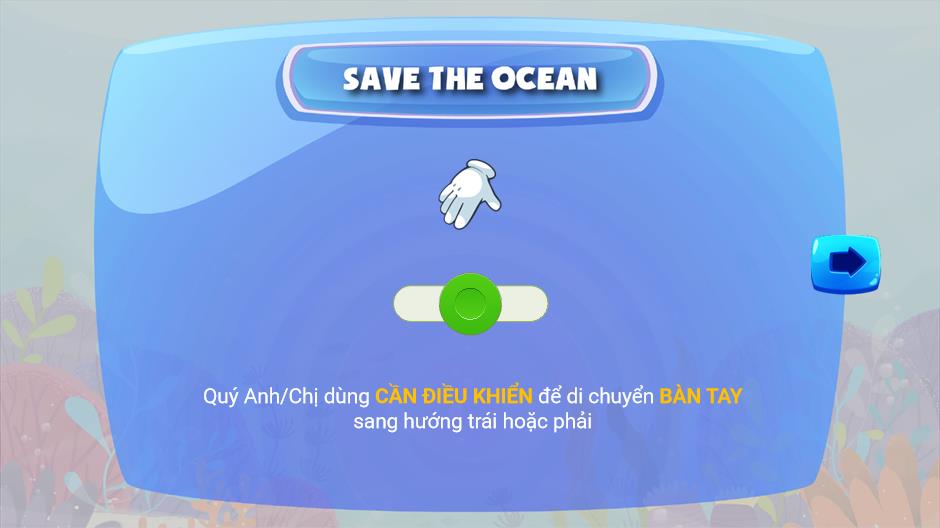 SAVE THE OCEAN
Quý Anh/Chị dùng CẦN ĐIỀU KHIỂN để di chuyển BÀN TAY
sang hướng trái hoặc phải